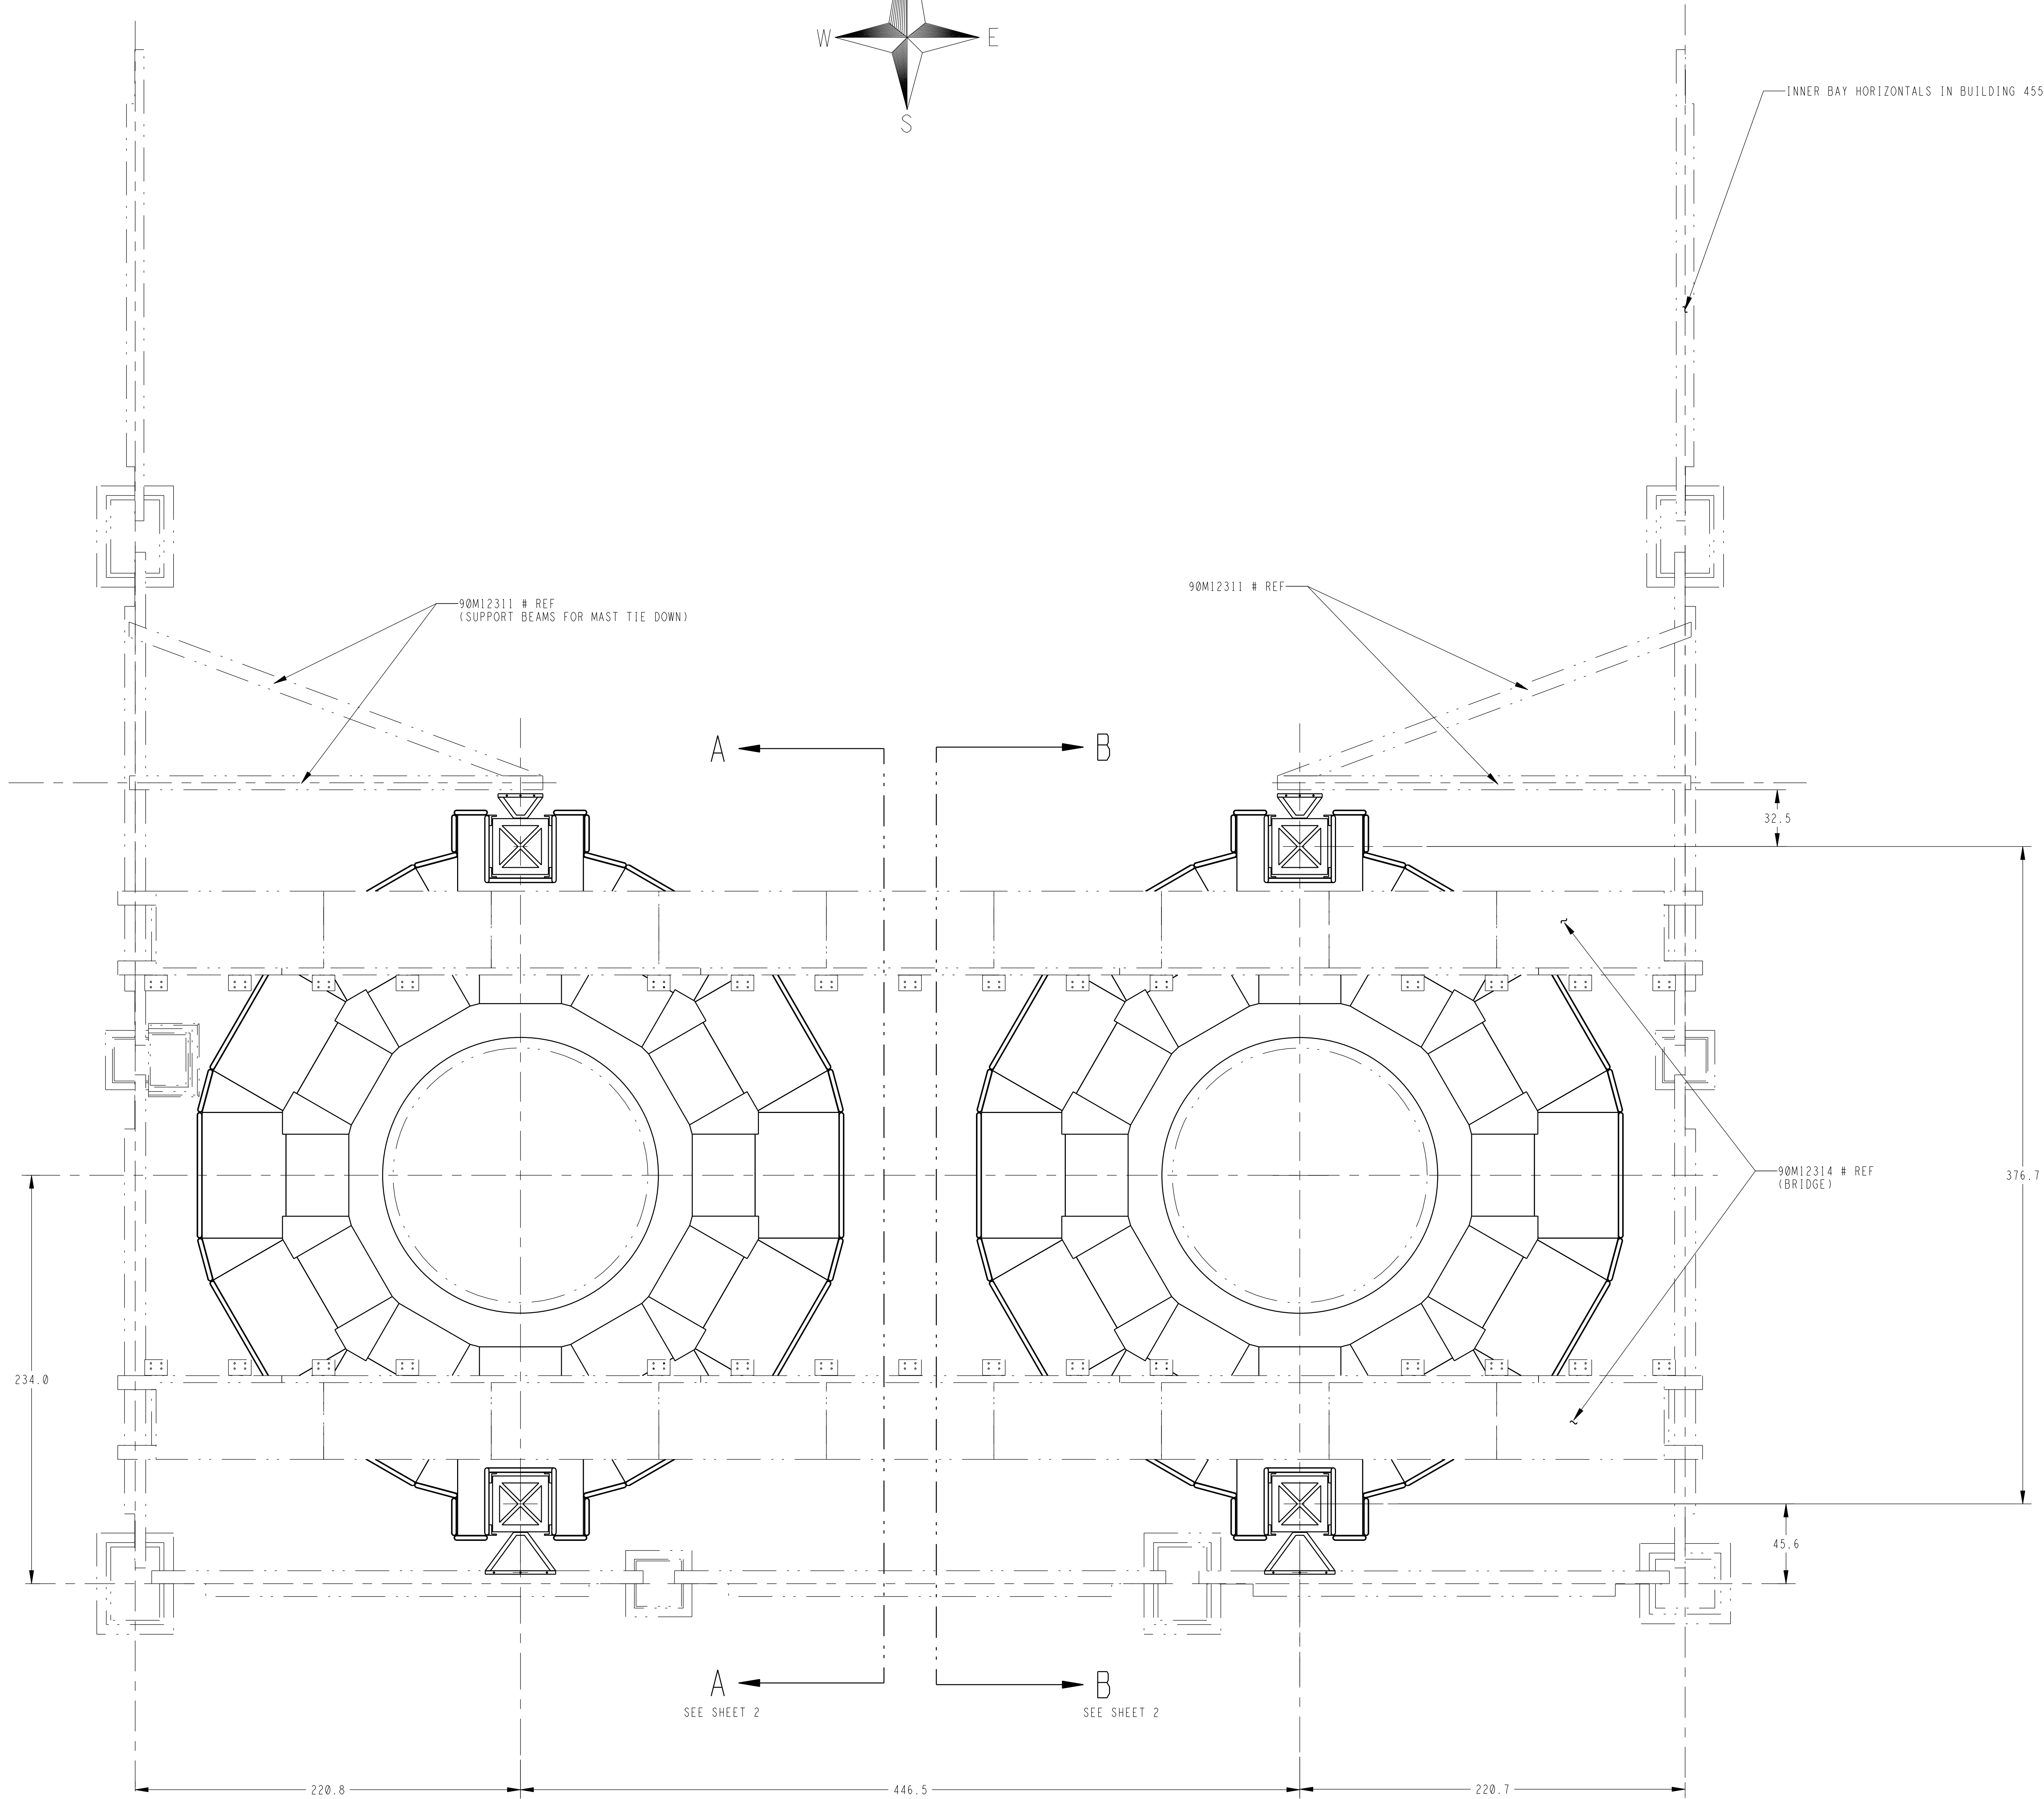 W
E
S
INNER BAY HORIZONTALS IN BUILDING 455
90M12311 # REF
90M12311 # REF
(SUPPORT BEAMS FOR MAST TIE DOWN)
A
B
32.5
90M12314 # REF
(BRIDGE)
376.7
234.0
45.6
A
B
SEE SHEET 2
SEE SHEET 2
220.8
446.5
220.7